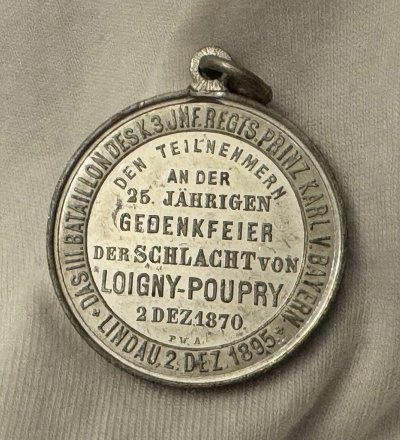 DAS III. BATAILLON DES K. 3. JNF. REGTS. PRINZ KARL V. BAYERN
DEN TEILNEHMERN
AN DER
25. JÄHRIGEN
GEDENKFEIER
DER SCHLACHT VON
LOIGNY-POUPRY
2 DEZ. 1870.
P. W. A.
* LINDAU, 2. DEZ. 1895. *